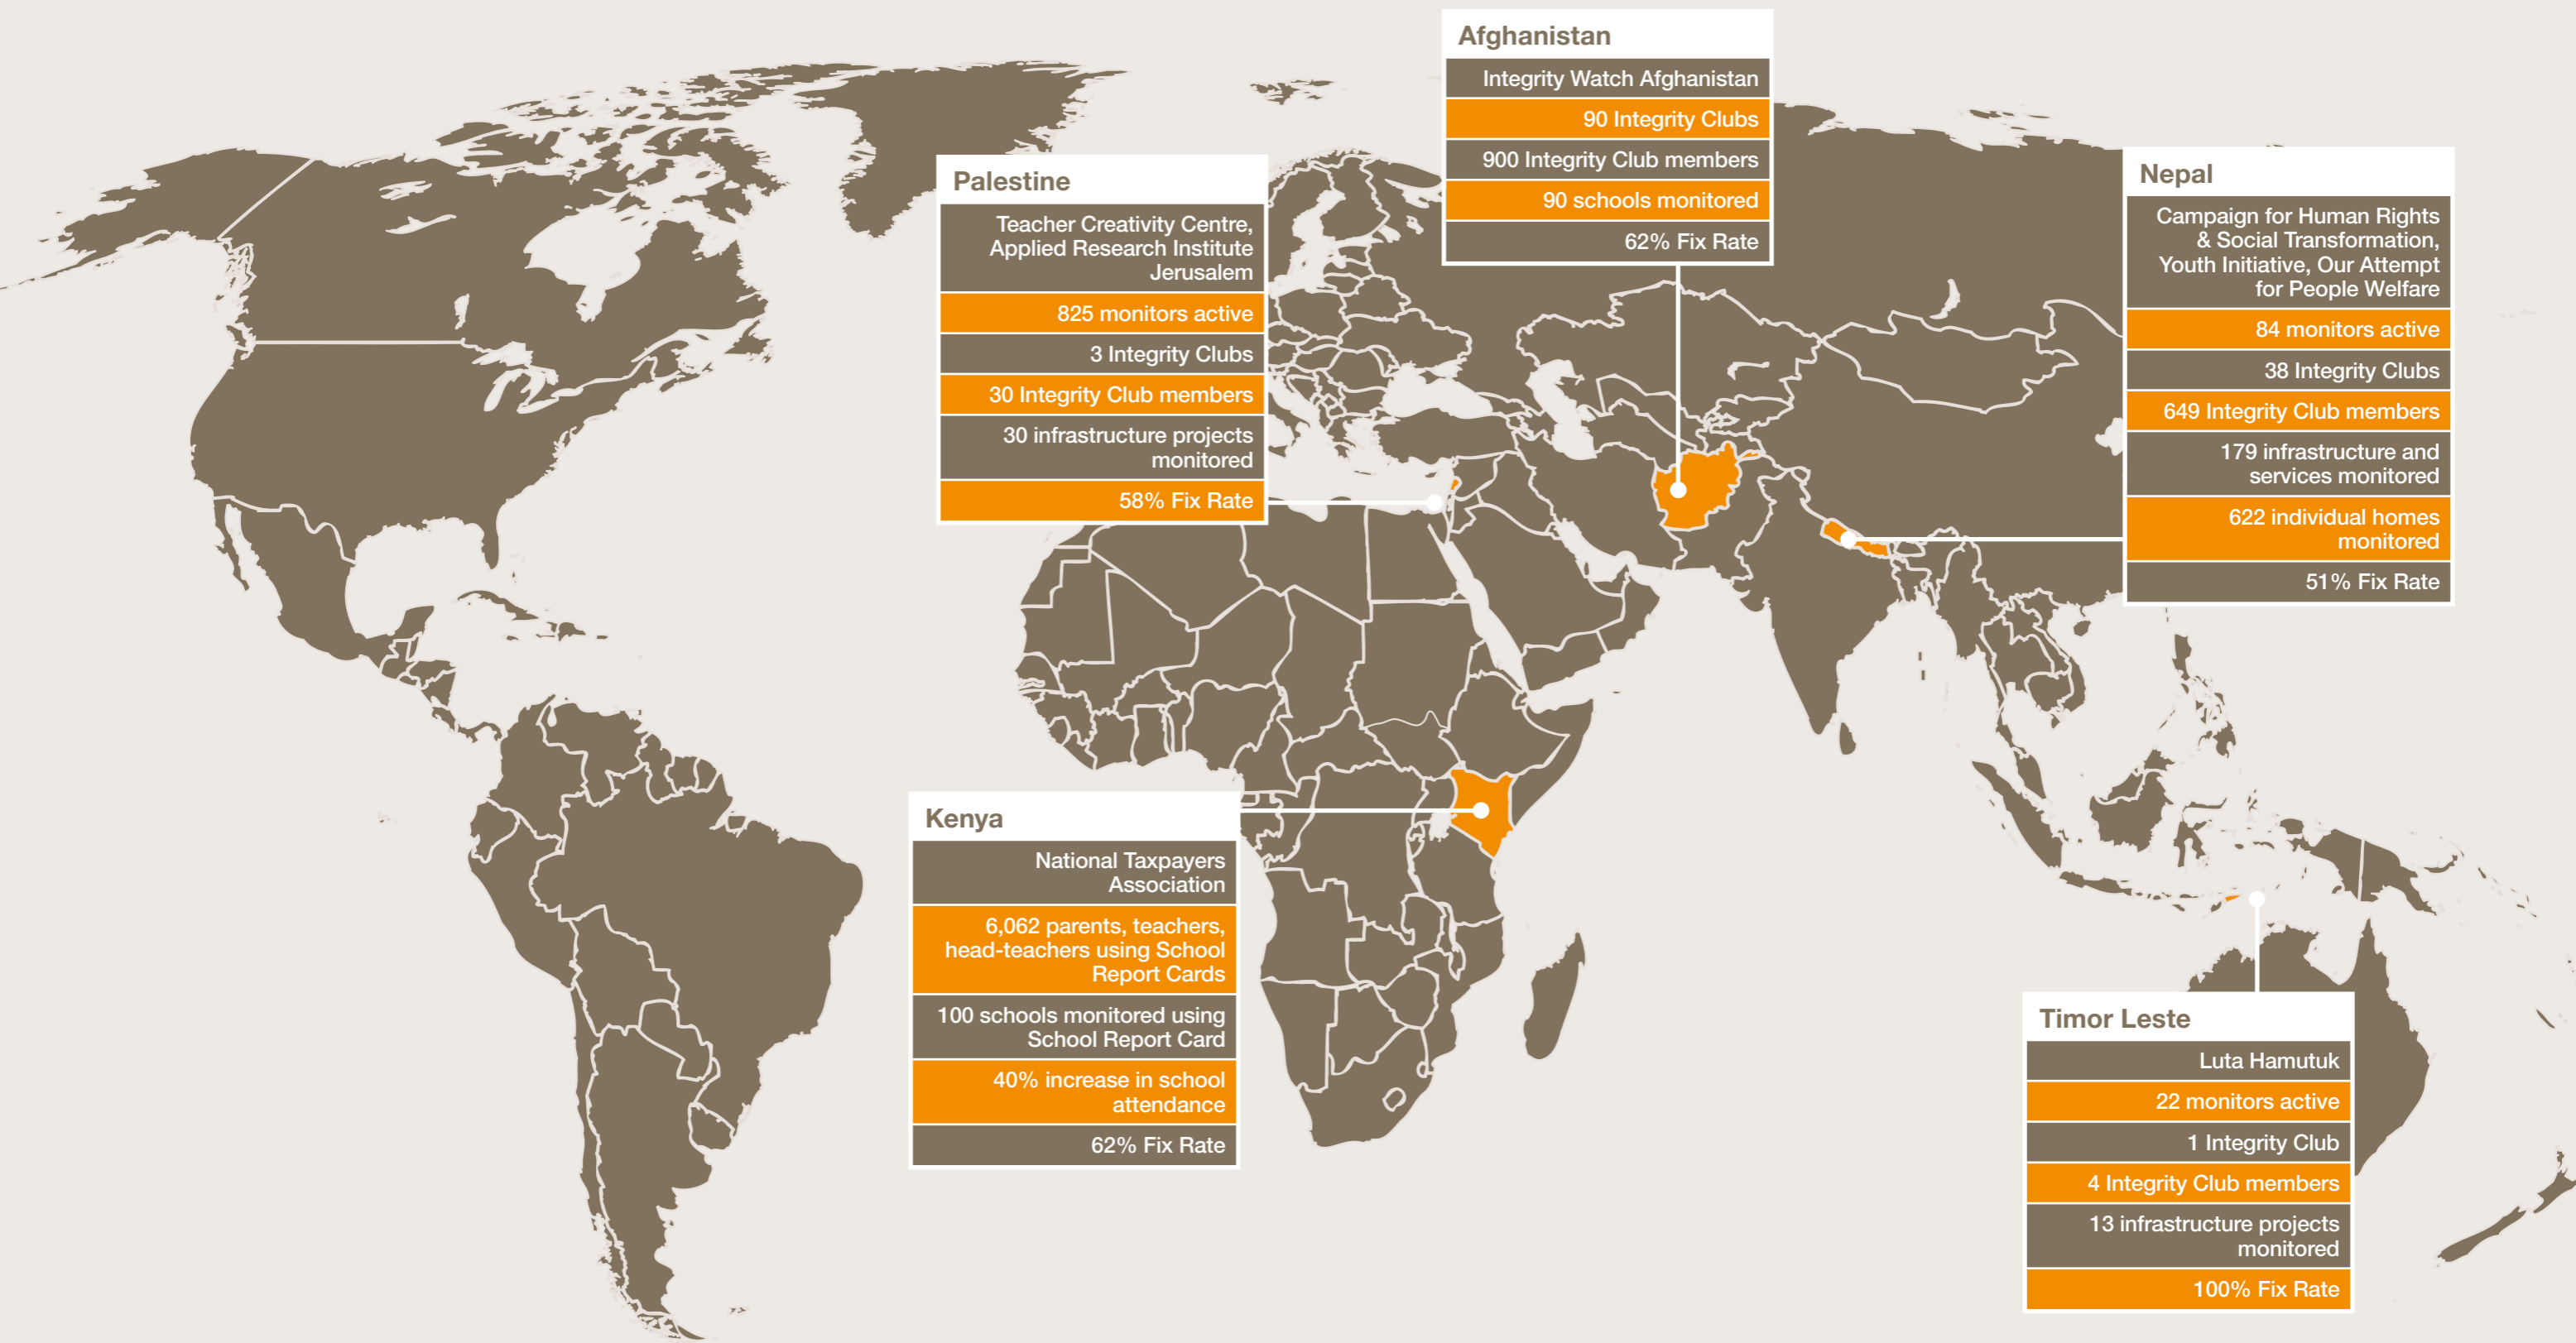 Afghanistan
Integrity Watch Afghanistan
90 Integrity Clubs
900 Integrity Club members
90 schools monitored
62% Fix Rate
Palestine
Teacher Creativity Centre,
Applied Research Institute
Jerusalem
825 monitors active
3 Integrity Clubs
30 Integrity Club members
30 infrastructure projects
monitored
58% Fix Rate
Nepal
Campaign for Human Rights
& Social Transformation,
Youth Initiative, Our Attempt
for People Welfare
84 monitors active
38 Integrity Clubs
649 Integrity Club members
179 infrastructure and
services monitored
622 individual homes
monitored
51% Fix Rate
Kenya
National Taxpayers
Association
6,062 parents, teachers,
head-teachers using School
Report Cards
100 schools monitored using
School Report Card
40% increase in school
attendance
62% Fix Rate
Timor Leste
Luta Hamutuk
22 monitors active
1 Integrity Club
4 Integrity Club members
13 infrastructure projects
monitored
100% Fix Rate